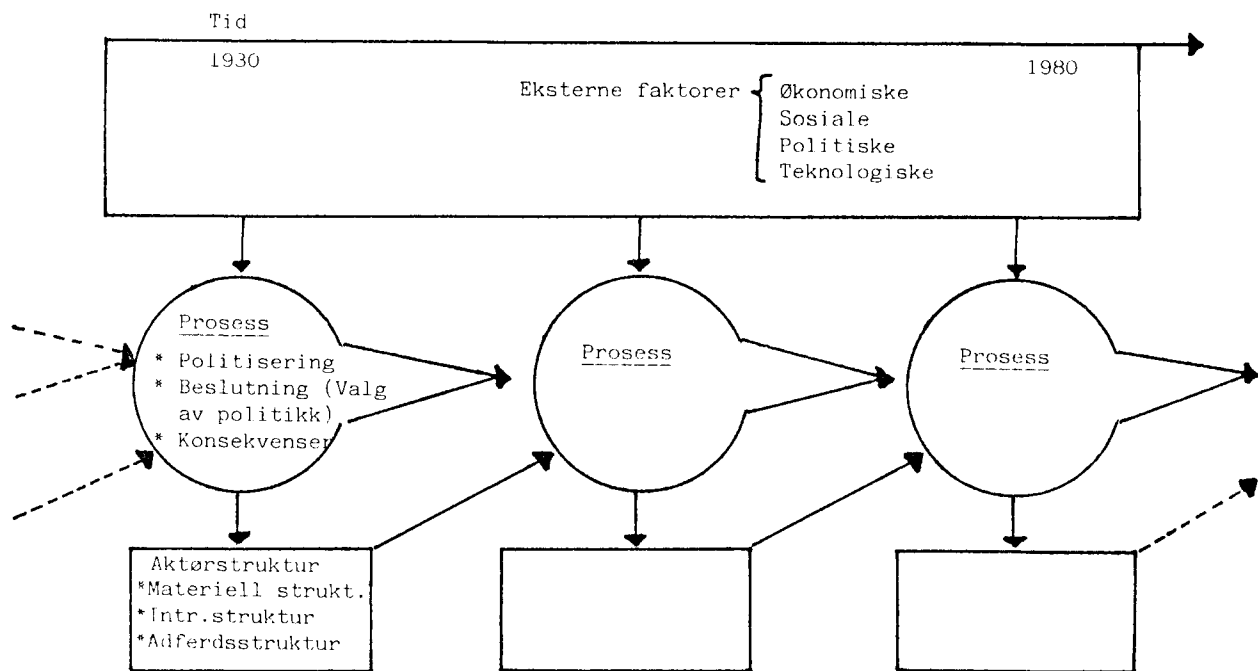 Tid
1930
1980
Eksterne faktorer { Økonomiske
Sosiale
Politiske
Teknologiske
Prosess
* Politisering
* Beslutning (Valg
av politikk)
* Konsekvenser
Prosess
Prosess
Aktørstruktur
*Materiell strukt.
*Intr.struktur
*Adferdsstruktur